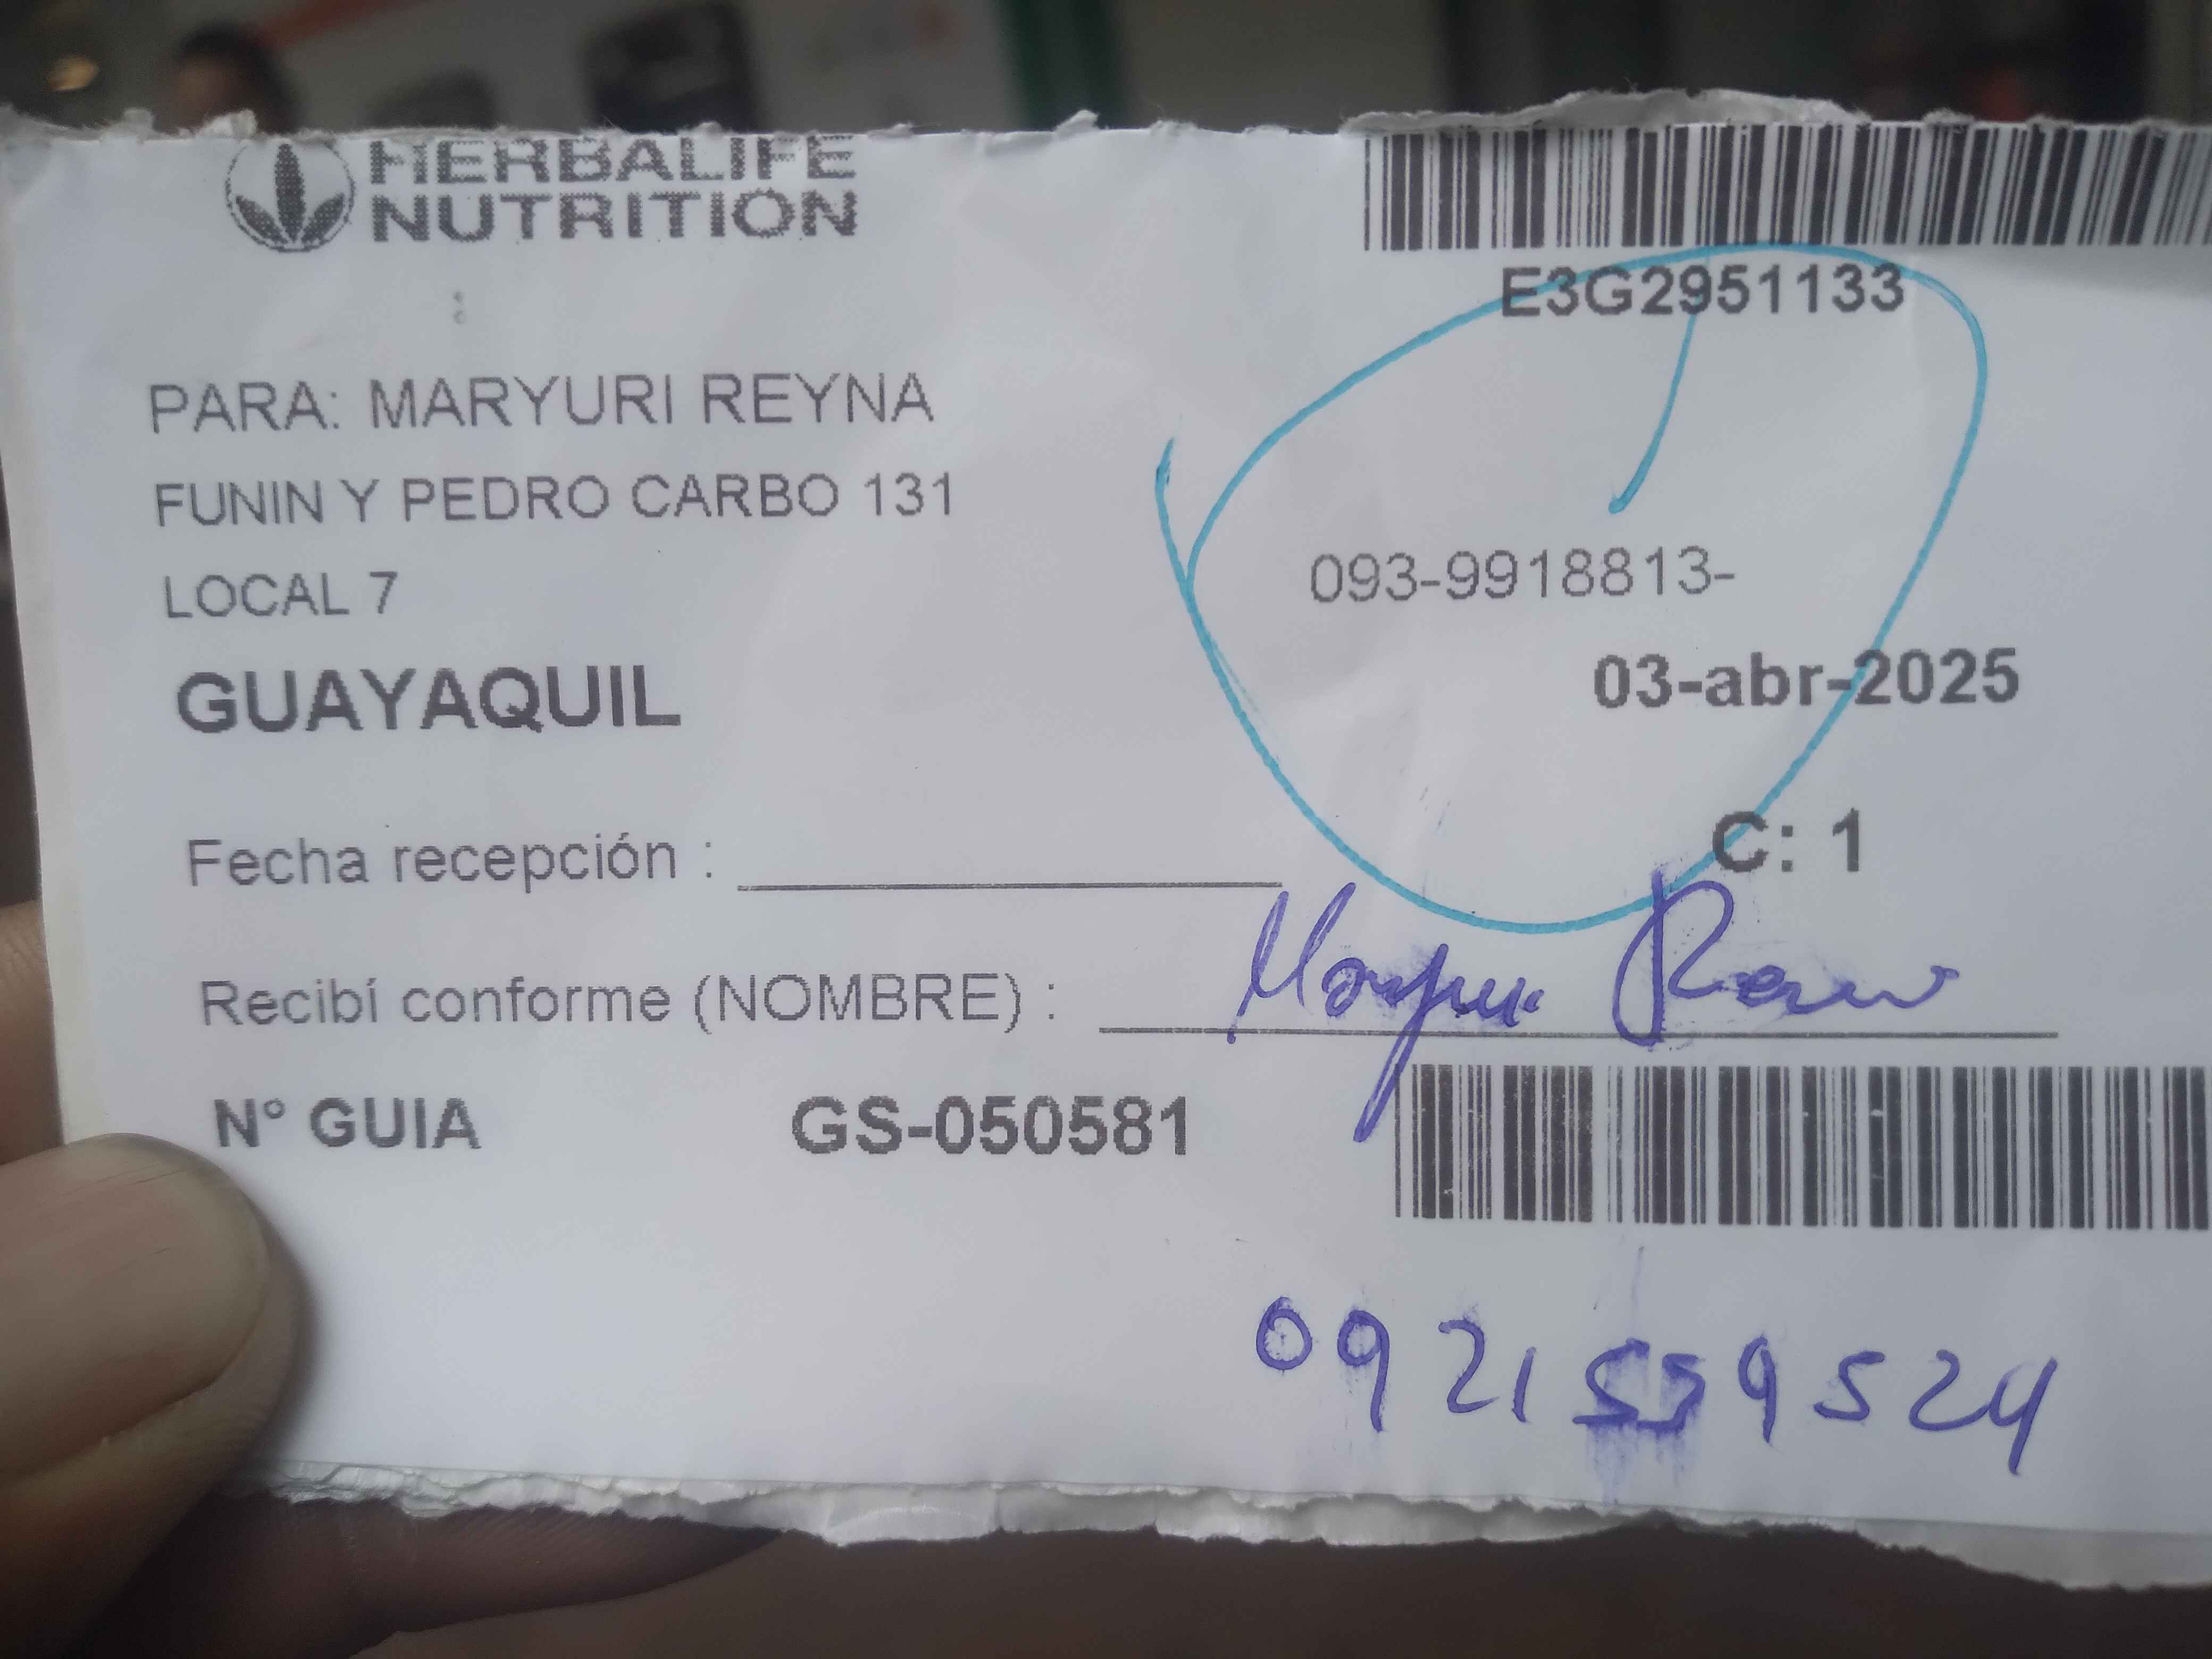 HERBALIFE
NUTRITION
E3G2951133
:
PARA: MARYURI REYNA
FUNIN Y PEDRO CARBO 131
LOCAL 7
093-9918813-
GUAYAQUIL
03-abr-2025
C: 1
Fecha recepción :
Recibí conforme (NOMBRE) :
N° GUIA GS-050581
0921559524